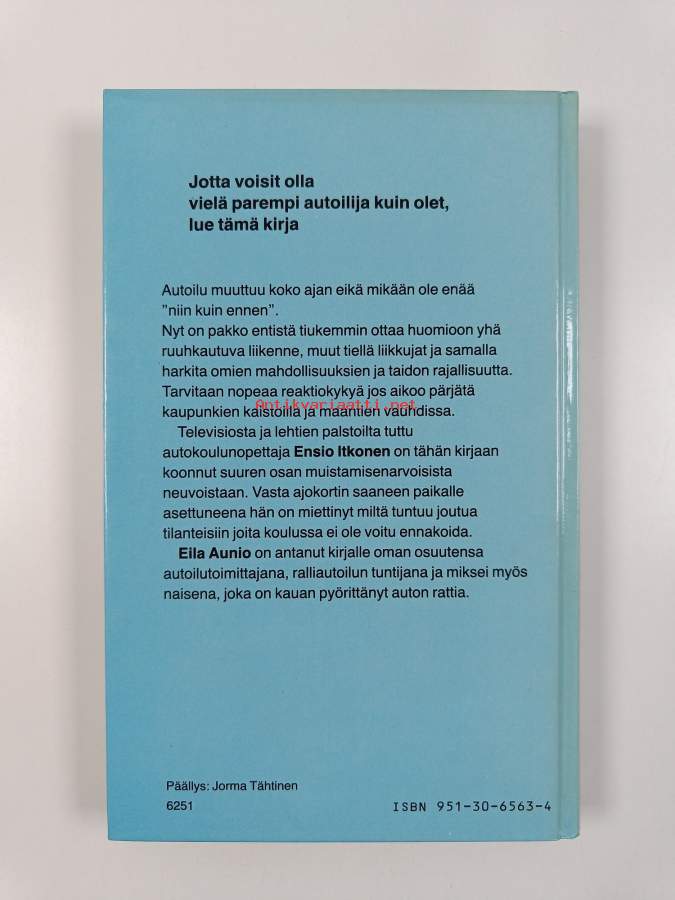 Jotta voisit olla
vielä parempi autoilija kuin olet,
lue tämä kirja
Autoilu muuttuu koko ajan eikä mikään ole enää
"niin kuin ennen".
Nyt on pakko entistä tiukemmin ottaa huomioon yhä
ruuhkautuva liikenne, muut tiellä liikkujat ja samalla
harkita omien mahdollisuuksien ja taidon rajallisuutta.
Tarvitaan nopeaa reaktiokykyä jos aikoo pärjätä
Antikvariaatti.net
kaupunkien kaistoilla ja maantien vauhdissa.
Televisiosta ja lehtien palstoilta tuttu
autokoulunopettaja Ensio Itkonen on tähän kirjaan
koonnut suuren osan muistamisenarvoisista
neuvoistaan. Vasta ajokortin saaneen paikalle
asettuneena hän on miettinyt miltä tuntuu joutua
tilanteisiin joita koulussa ei ole voitu ennakoida.
Eila Aunio on antanut kirjalle oman osuutensa
autoilutoimittajana, ralliautoilun tuntijana ja miksei myös
naisena, joka on kauan pyörittänyt auton rattia.
Päällys: Jorma Tähtinen
6251
ISBN 951-30-6563-4